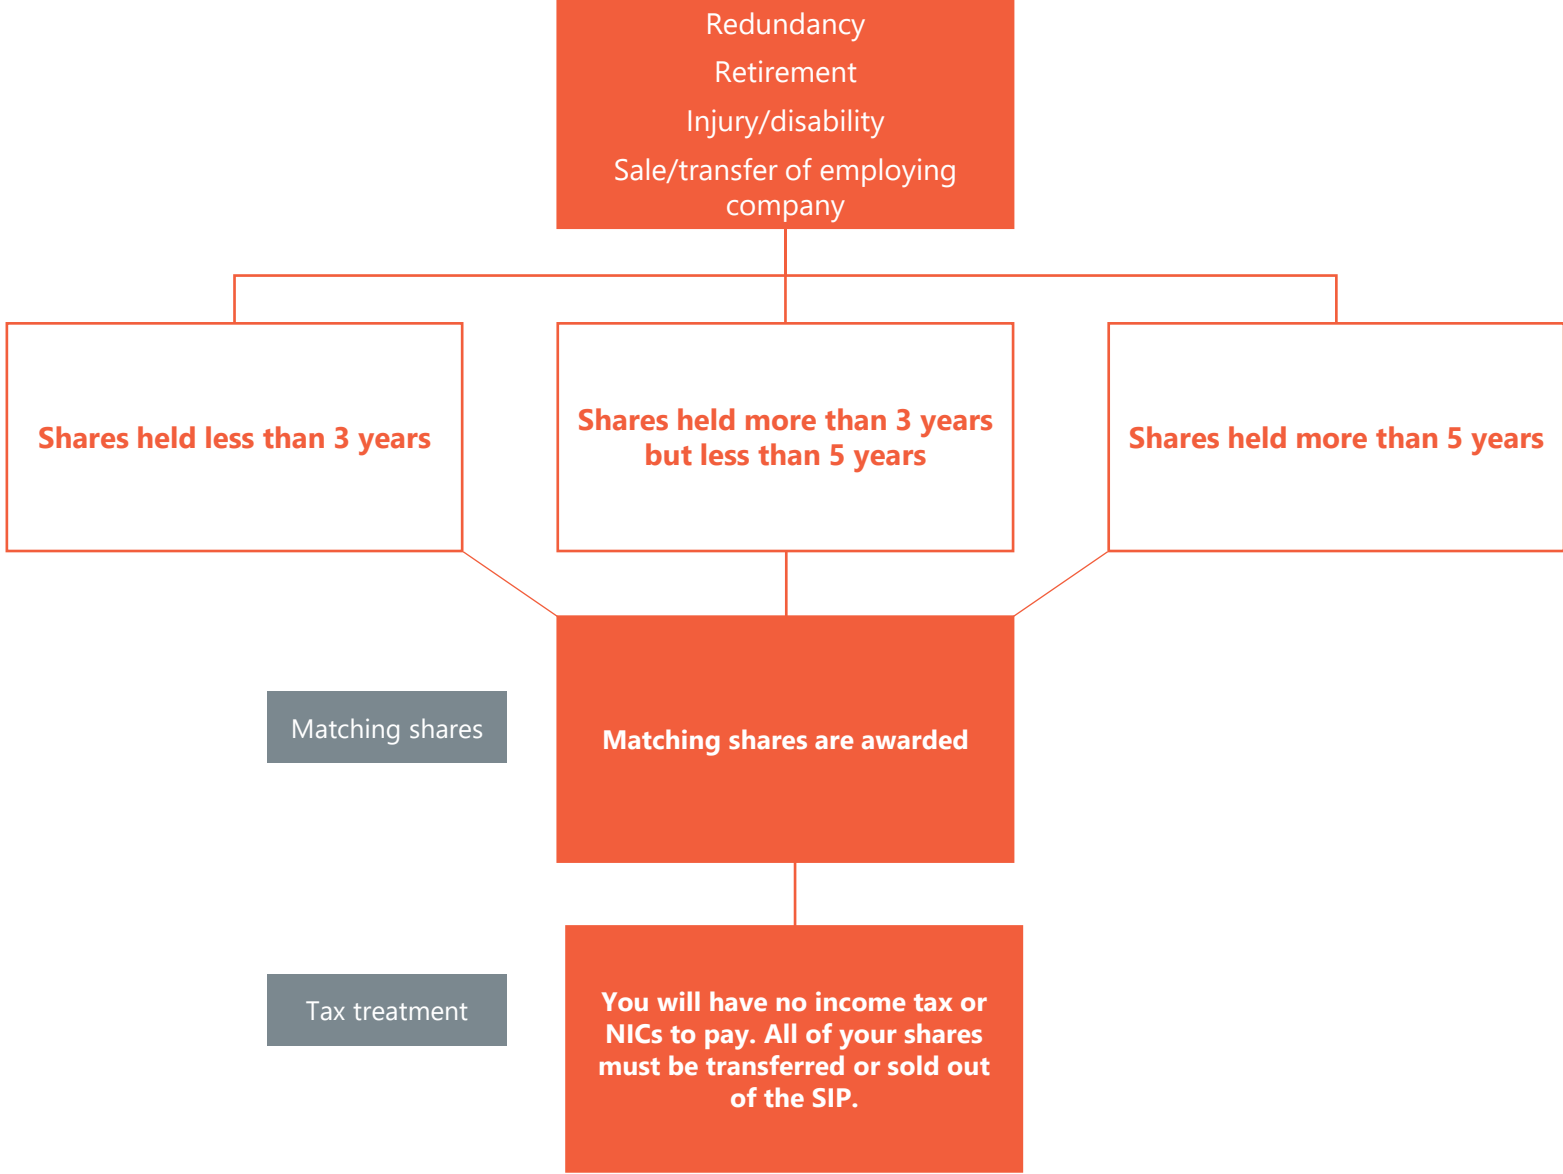 Redundancy
Retirement
Injury/disability
Sale/transfer of employing
company
Shares held less than 3 years
Shares held more than 3 years
but less than 5 years
Shares held more than 5 years
Matching shares
Matching shares are awarded
Tax treatment
You will have no income tax or
NICs to pay. All of your shares
must be transferred or sold out
of the SIP.